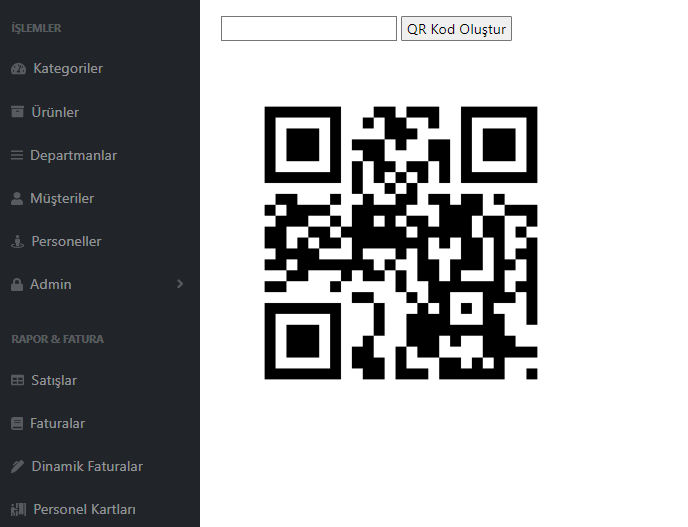 İŞLEMLER
Kategoriler
Ürünler
Departmanlar
Müşteriler
Personeller
Admin
RAPOR & FATURA
Satışlar
Faturalar
Dinamik Faturalar
Personel Kartları
QR Kod Oluştur